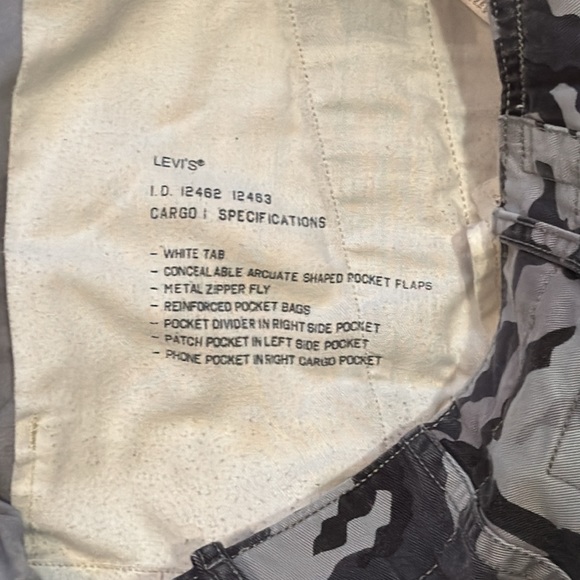 LEVI'S®
I.D. 12462 12463
CARGO I SPECIFICATIONS
- WHITE TAB
- CONCEALABLE ARCUATE SHAPED POCKET FLAPS
- METAL ZIPPER FLY
- REINFORCED POCKET BAGS
- POCKET DIVIDER IN RIGHT SIDE POCKET
- PATCH POCKET IN LEFT SIDE POCKET
- PHONE POCKET IN RIGHT CARGO POCKET